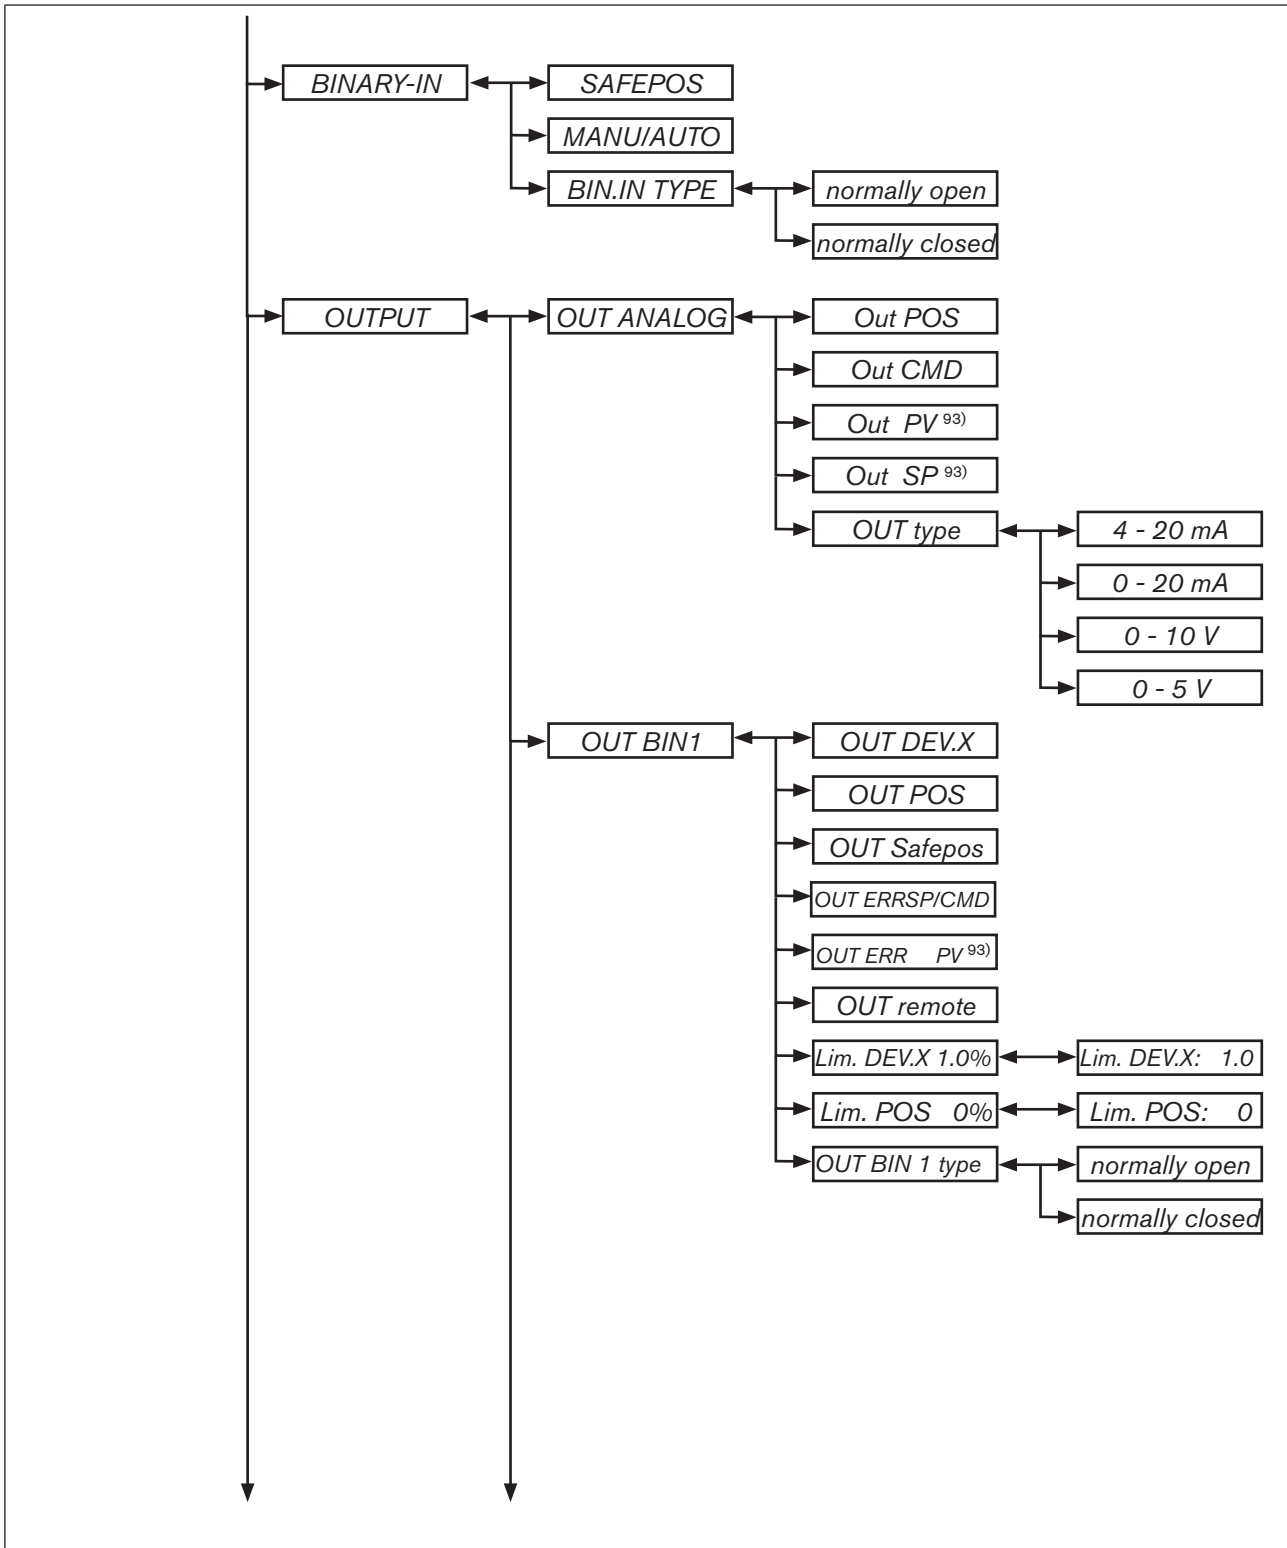 BINARY-IN
SAFEPOS
MANU/AUTO
BIN.IN TYPE
normally open
normally closed
OUTPUT
OUT ANALOG
Out POS
Out CMD
Out PV 93)
Out SP 93)
OUT type
4 - 20 mA
0 - 20 mA
0 - 10 V
0 - 5 V
OUT BIN1
OUT DEV.X
OUT POS
OUT Safepos
OUT ERRSP/CMD
OUT ERR PV 93)
OUT remote
Lim. DEV.X 1.0%
Lim. DEV.X: 1.0
Lim. POS 0%
Lim. POS: 0
OUT BIN 1 type
normally open
normally closed